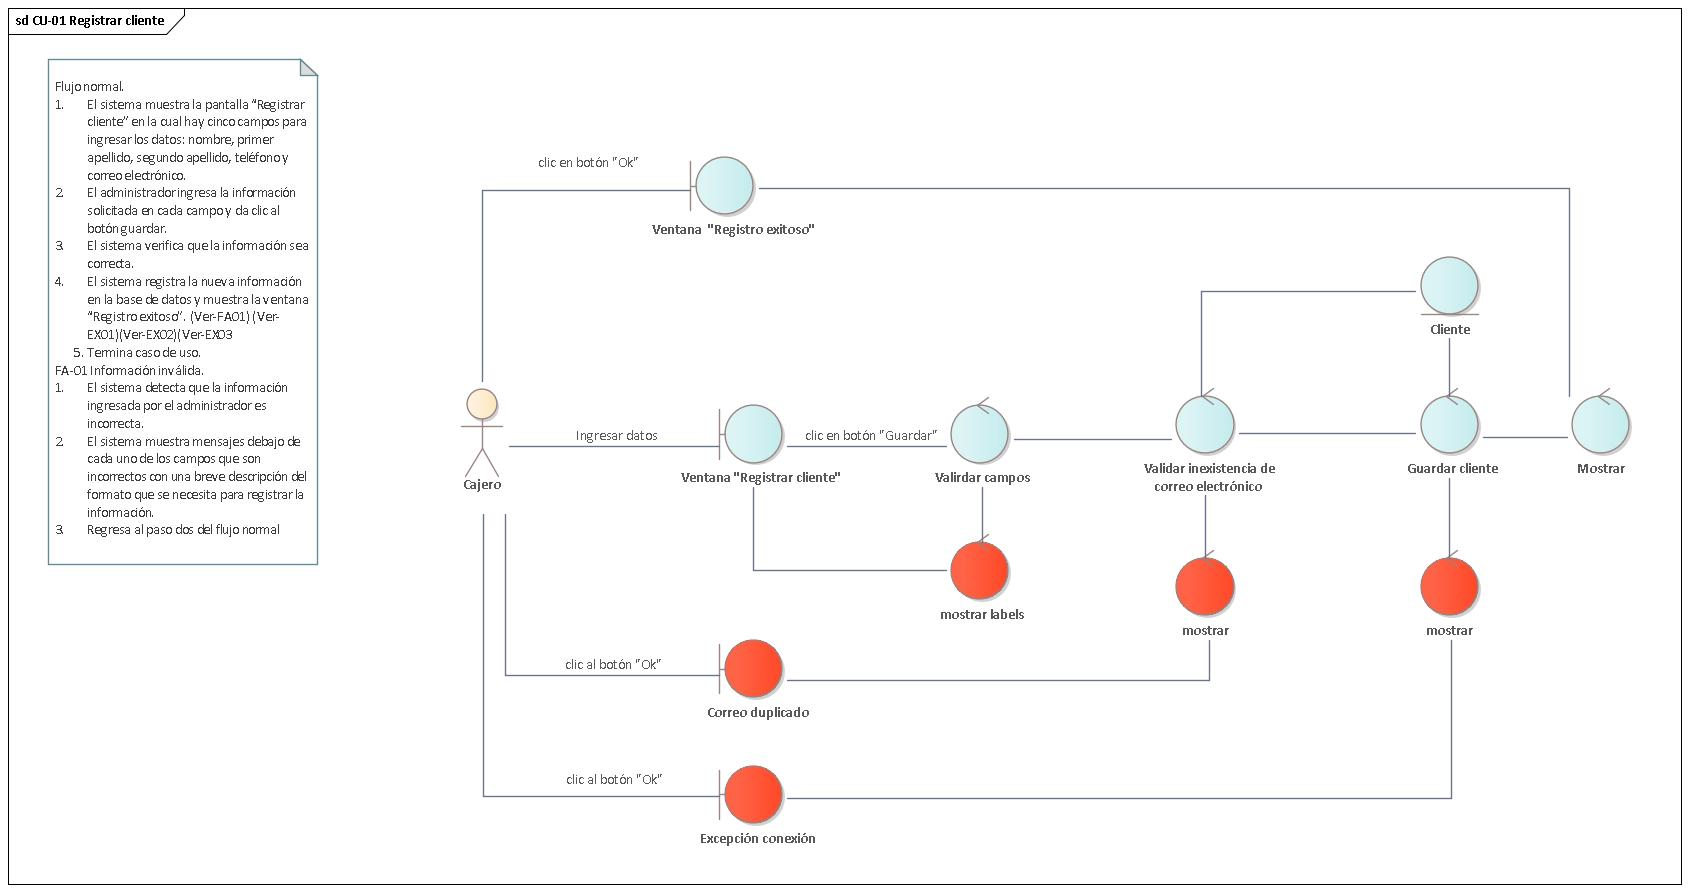 sd CU-01 Registrar cliente
Flujo normal.
1. El sistema muestra la pantalla “Registrar
cliente” en la cual hay cinco campos para
ingresar los datos: nombre, primer
apellido, segundo apellido, teléfono y
correo electrónico.
2. El administrador ingresa la información
solicitada en cada campo y da clic al
botón guardar.
3. El sistema verifica que la información sea
correcta.
4. El sistema registra la nueva información
en la base de datos y muestra la ventana
“Registro exitoso”. (Ver-FA01) (Ver-
EX01)(Ver-EX02)(Ver-EX03
5. Termina caso de uso.
FA-01 Información inválida.
1. El sistema detecta que la información
ingresada por el administrador es
incorrecta.
2. El sistema muestra mensajes debajo de
cada uno de los campos que son
incorrectos con una breve descripción del
formato que se necesita para registrar la
información.
3. Regresa al paso dos del flujo normal
clic en botón "Ok"
Ventana "Registro exitoso"
Cliente
Cajero
Ingresar datos
Ventana "Registrar cliente"
clic en botón "Guardar"
Valirdar campos
Validar inexistencia de
correo electrónico
Guardar cliente
Mostrar
mostrar labels
mostrar
mostrar
clic al botón "Ok"
Correo duplicado
clic al botón "Ok"
Excepción conexión